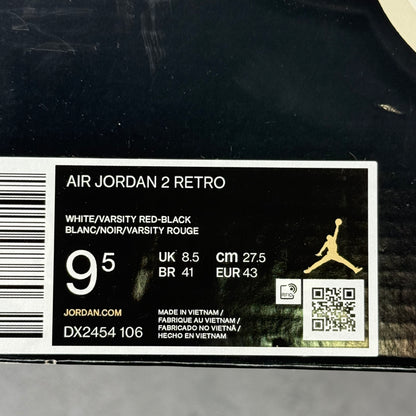 AIR JORDAN 2 RETRO
WHITE/VARSITY RED-BLACK
BLANC/NOIR/VARSITY ROUGE
9 5 UK 8.5 cm 27.5
BR 41 EUR 43
JORDAN.COM
DX2454 106
MADE IN VIETNAM /
FABRIQUE AU VIETNAM /
FABRICADO NO VIETNÃ /
HECHO EN VIETNAM